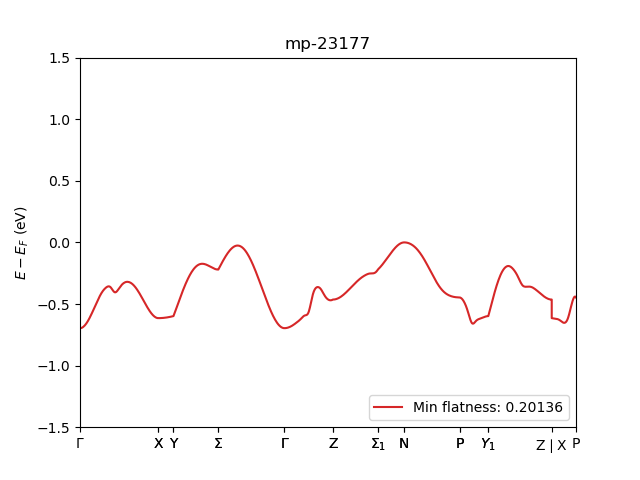 mp-23177
E − E_F (eV)
1.5
1.0
0.5
0.0
−0.5
−1.0
−1.5
Min flatness: 0.20136
Γ X Y Σ Γ Z Σ₁ N P Y₁ Z | X P